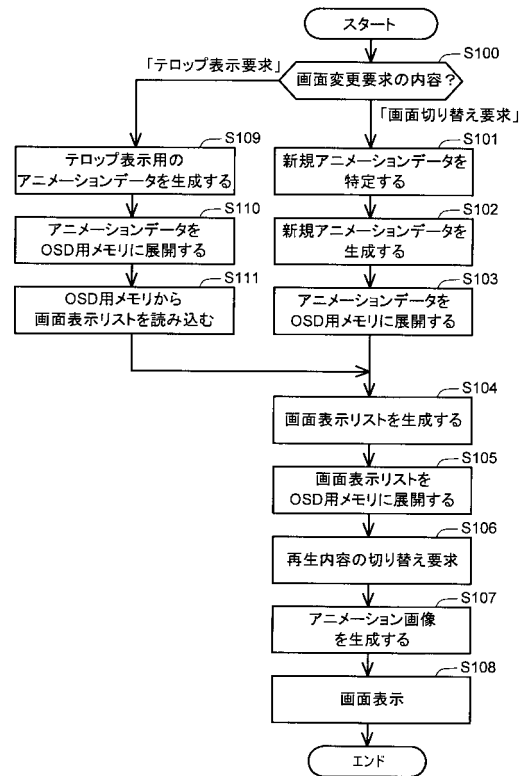 スタート
S100
画面変更要求の内容？
「テロップ表示要求」
「画面切り替え要求」
S109
テロップ表示用の
アニメーションデータを生成する
S110
アニメーションデータを
OSD用メモリに展開する
S111
OSD用メモリから
画面表示リストを読み込む
S101
新規アニメーションデータを
特定する
S102
新規アニメーションデータを
生成する
S103
アニメーションデータを
OSD用メモリに展開する
S104
画面表示リストを生成する
S105
画面表示リストを
OSD用メモリに展開する
S106
再生内容の切り替え要求
S107
アニメーション画像
を生成する
S108
画面表示
エンド